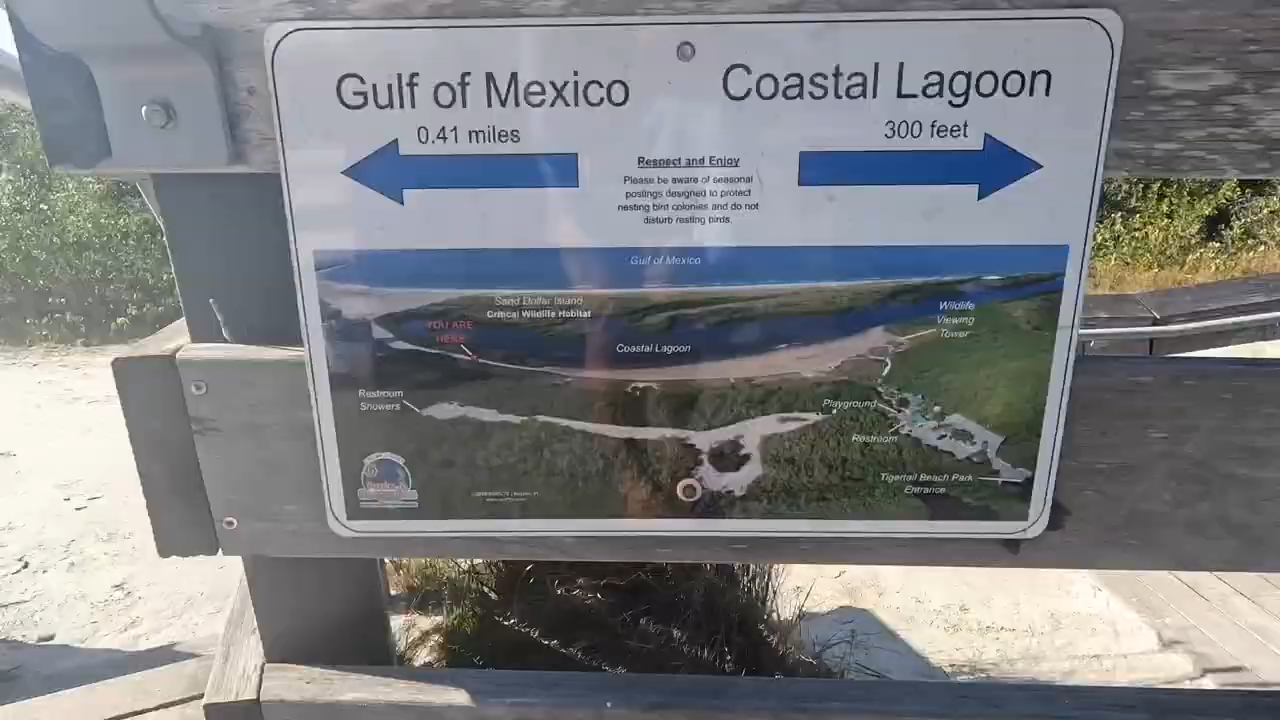 Gulf of Mexico
0.41 miles
Coastal Lagoon
300 feet
Respect and Enjoy
Please be aware of seasonal
postings designed to protect
nesting bird colonies and do not
disturb resting birds.
Gulf of Mexico
Sand Dollar Island
Critical Wildlife Habitat
YOU ARE
HERE
Coastal Lagoon
Wildlife
Viewing
Tower
Restroom
Showers
Playground
Restroom
Tigertail Beach Park
Entrance